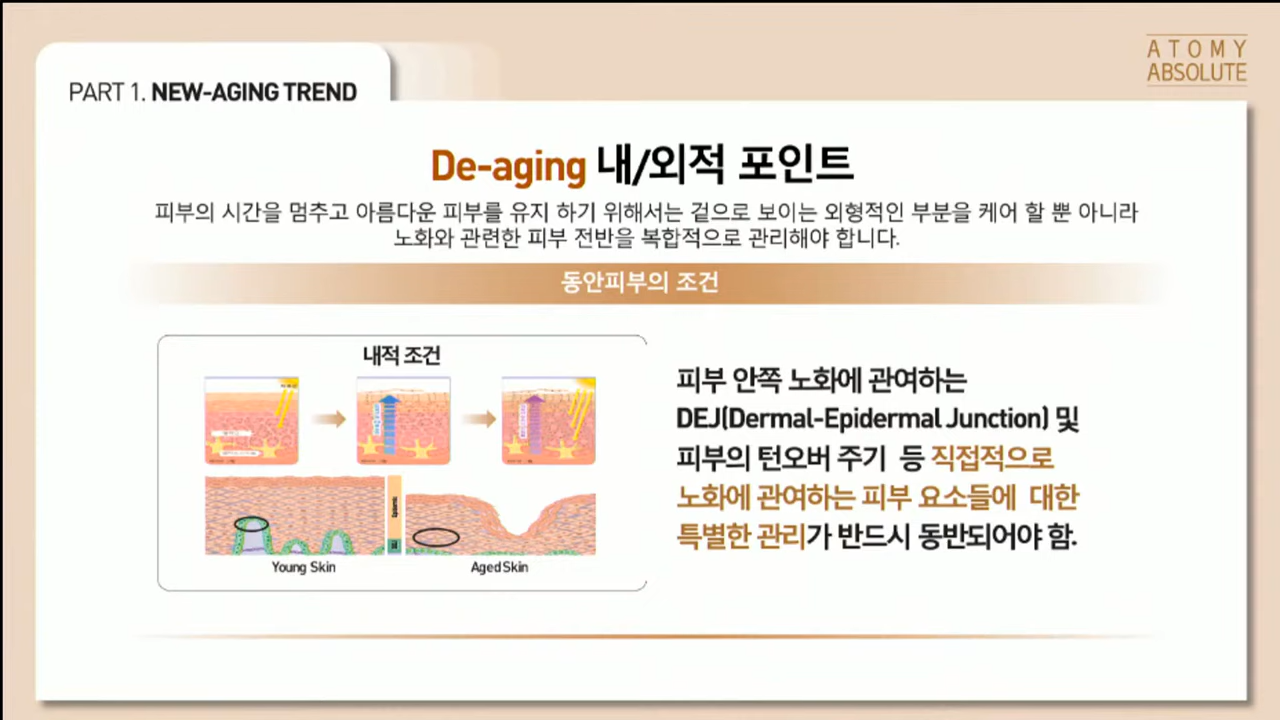 ATOMY
ABSOLUTE
PART 1. NEW-AGING TREND
De-aging 내/외적 포인트
피부의 시간을 멈추고 아름다운 피부를 유지 하기 위해서는 겉으로 보이는 외형적인 부분을 케어 할 뿐 아니라
노화와 관련한 피부 전반을 복합적으로 관리해야 합니다.
동안피부의 조건
내적 조건
Epidermis
Young Skin
Aged Skin
피부 안쪽 노화에 관여하는
DEJ(Dermal-Epidermal Junction) 및
피부의 턴오버 주기 등 직접적으로
노화에 관여하는 피부 요소들에 대한
특별한 관리가 반드시 동반되어야 함.